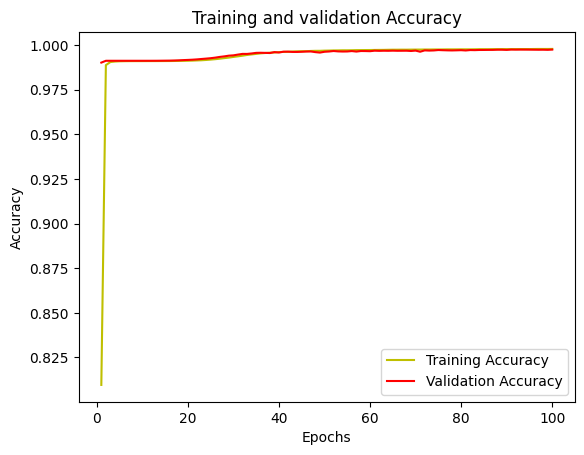 Training and validation Accuracy
1.000
0.975
0.950
0.925
0.900
0.875
0.850
0.825
Accuracy
Training Accuracy
Validation Accuracy
0 20 40 60 80 100
Epochs